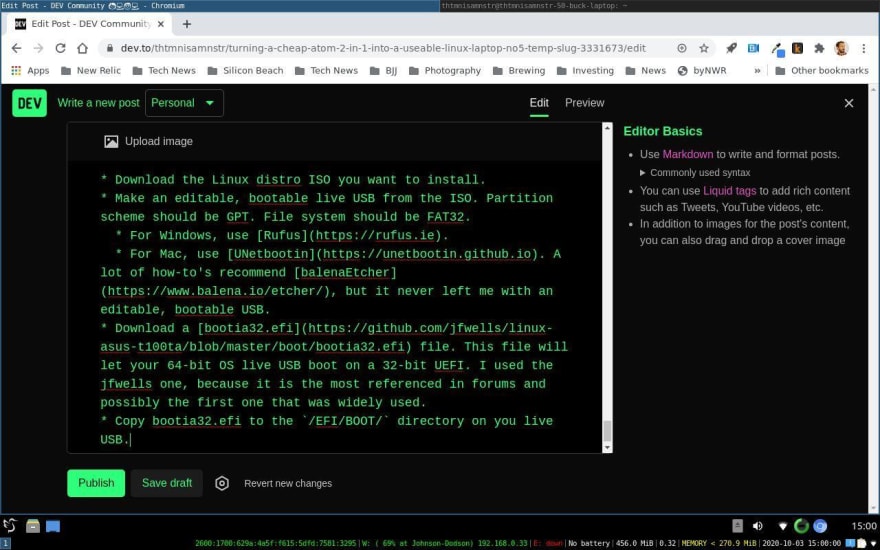 Edit Post - DEV Community - Chromium
thtmnisamnstr@thtmnisamnstr-50-buck-laptop: ~
DEV Edit Post - DEV Community
dev.to/thtmnisamnstr/turning-a-cheap-atom-2-in-1-into-a-useable-linux-laptop-no5-temp-slug-3331673/edit
Apps New Relic Tech News Silicon Beach Tech News BJJ Photography Brewing Investing News byNWR » Other bookmarks
DEV Write a new post Personal Edit Preview
Upload image
* Download the Linux distro ISO you want to install.
* Make an editable, bootable live USB from the ISO. Partition
scheme should be GPT. File system should be FAT32.
* For Windows, use [Rufus](https://rufus.ie).
* For Mac, use [UNetbootin](https://unetbootin.github.io). A
lot of how-to's recommend [balenaEtcher]
(https://www.balena.io/etcher/), but it never left me with an
editable, bootable USB.
* Download a [bootia32.efi](https://github.com/jfwells/linux-
asus-t100ta/blob/master/boot/bootia32.efi) file. This file will
let your 64-bit OS live USB boot on a 32-bit UEFI. I used the
jfwells one, because it is the most referenced in forums and
possibly the first one that was widely used.
* Copy bootia32.efi to the `/EFI/BOOT/` directory on you live
USB.
Editor Basics
Use Markdown to write and format posts.
Commonly used syntax
You can use Liquid tags to add rich content
such as Tweets, YouTube videos, etc.
In addition to images for the post's content,
you can also drag and drop a cover image
Publish Save draft Revert new changes
15:00
1 2600:1700:629a:4a5f:f615:5dfd:7581:3295|W: ( 69% at Johnson-Dodson) 192.168.0.33|E: down|No battery|456.0 MiB|0.32|MEMORY < 270.9 MiB|2020-10-03 15:00:00